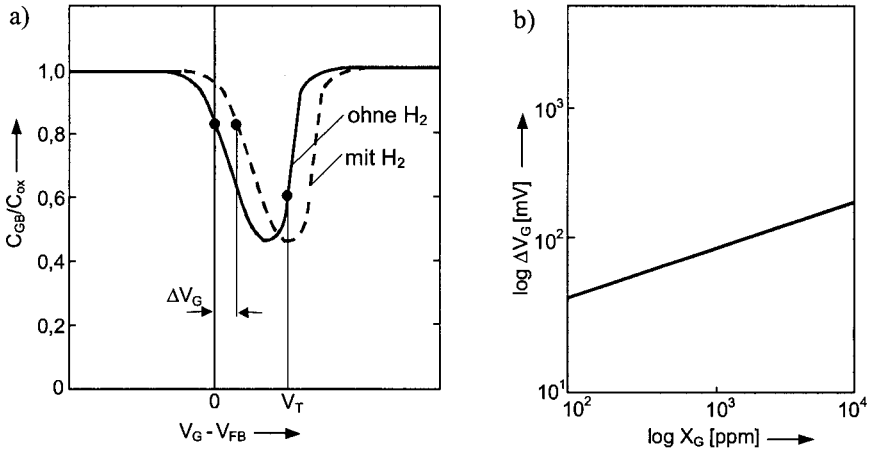 a)
C_GB/C_ox
1,0
0,8
0,6
0,4
0,2
0
ohne H₂
mit H₂
ΔV_G
0
V_T
V_G - V_FB
b)
log ΔV_G [mV]
10³
10²
10¹
10²
10³
10⁴
log X_G [ppm]